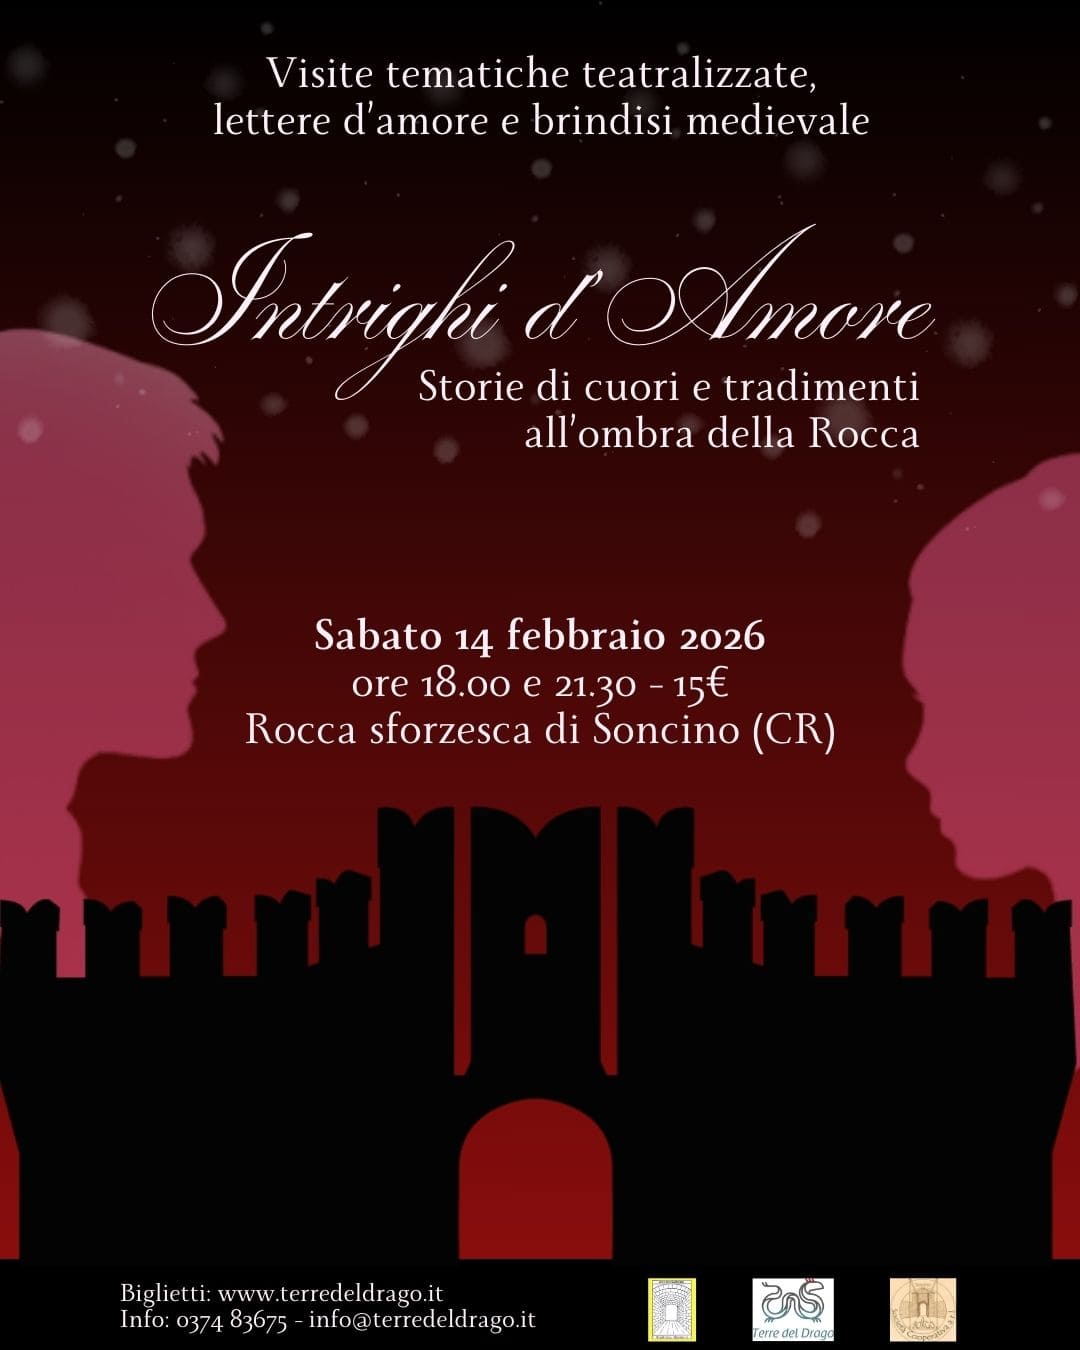 Visite tematiche teatralizzate,
lettere d'amore e brindisi medievale
Intrighi d'Amore
Storie di cuori e tradimenti
all'ombra della Rocca
Sabato 14 febbraio 2026
ore 18.00 e 21.30 - 15€
Rocca sforzesca di Soncino (CR)
Biglietti: www.terredeldrago.it
Info: 0374 83675 - info@terredeldrago.it
Terre del Drago